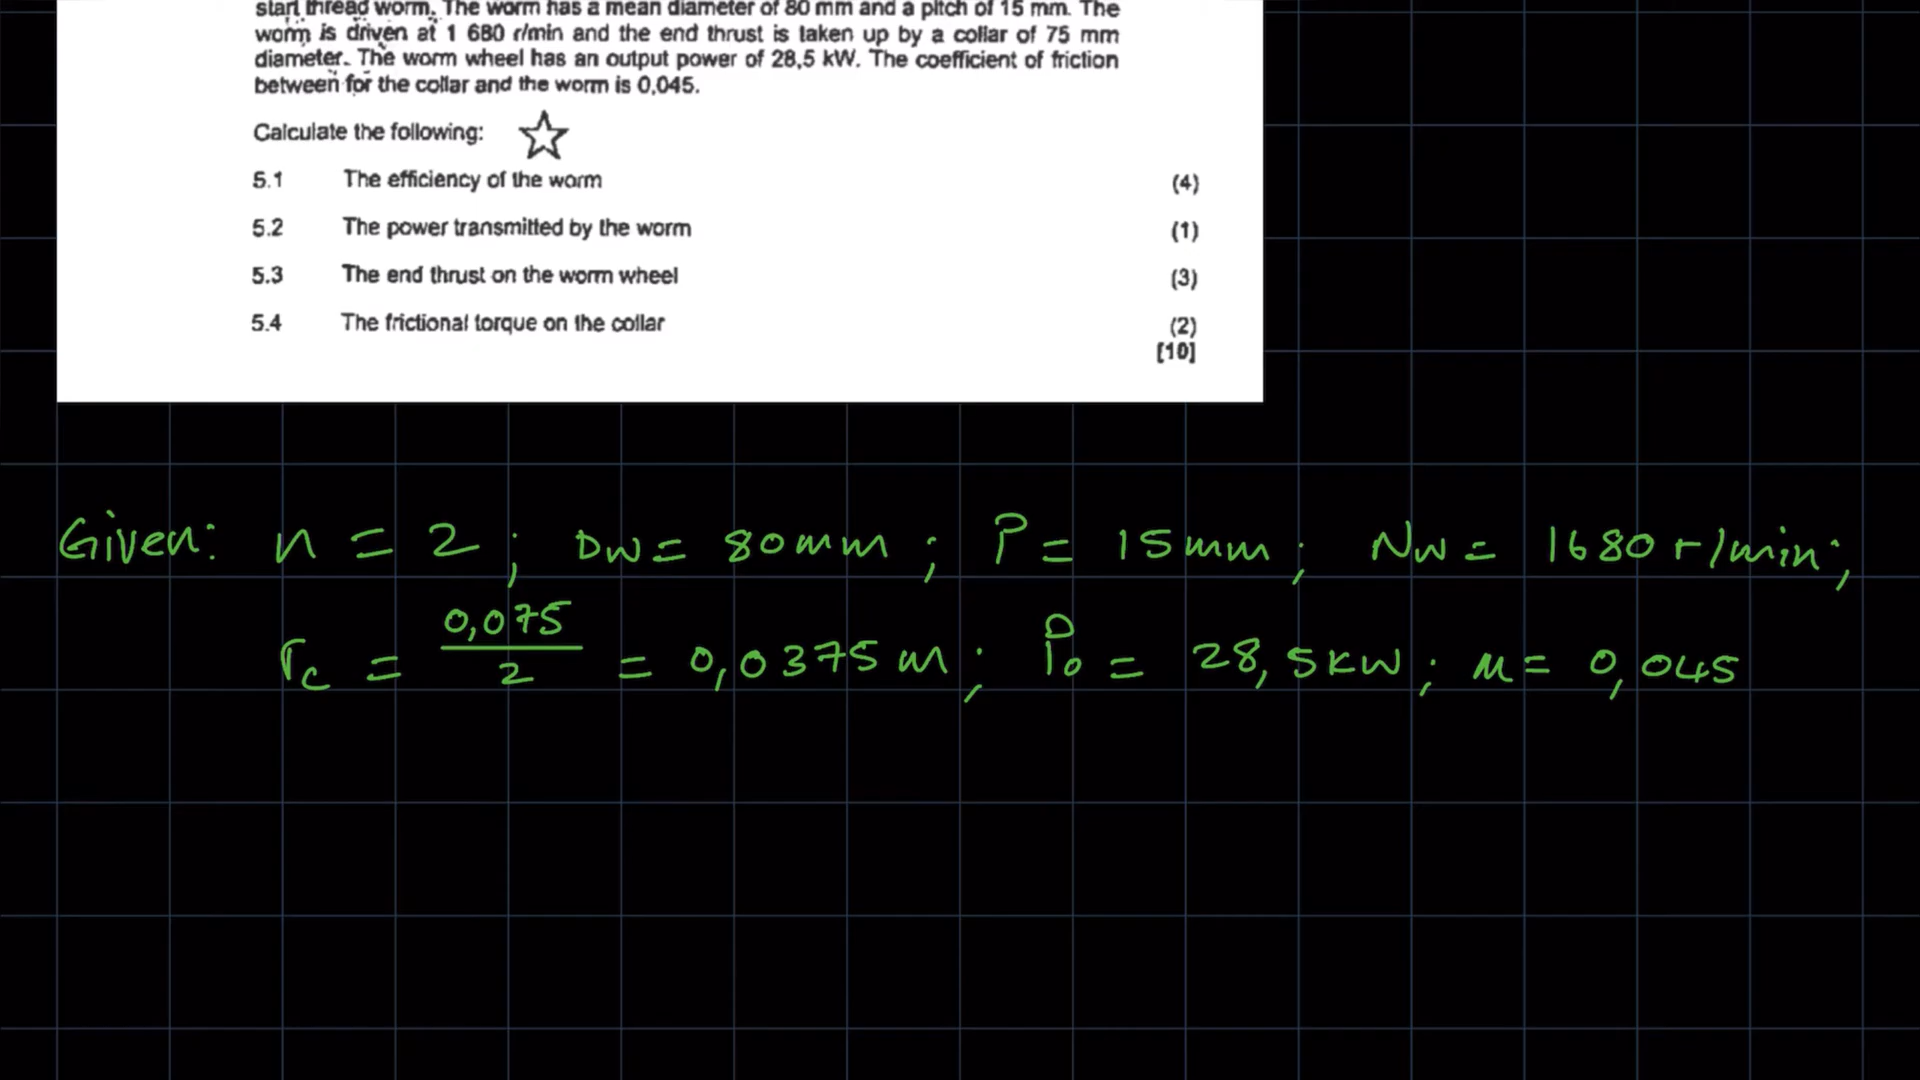 start thread worm. The worm has a mean diameter of 80 mm and a pitch of 15 mm. The
worm is driven at 1 680 r/min and the end thrust is taken up by a collar of 75 mm
diameter. The worm wheel has an output power of 28,5 kW. The coefficient of friction
between for the collar and the worm is 0,045.
Calculate the following:
5.1 The efficiency of the worm (4)
5.2 The power transmitted by the worm (1)
5.3 The end thrust on the worm wheel (3)
5.4 The frictional torque on the collar (2)
[10]
Given: n = 2 ; Dw = 80mm ; P = 15mm ; Nw = 1680 r/min ;
rc = 0,075 / 2 = 0,0375 m ; Po = 28,5 kW ; μ = 0,045